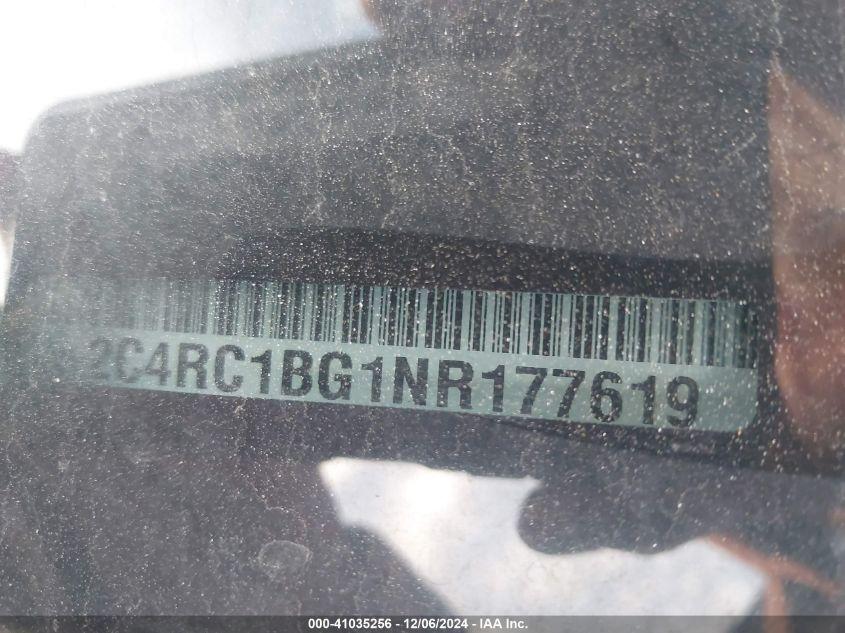 2C4RC1BG1NR177619
000-41035256 - 12/06/2024 - IAA Inc.